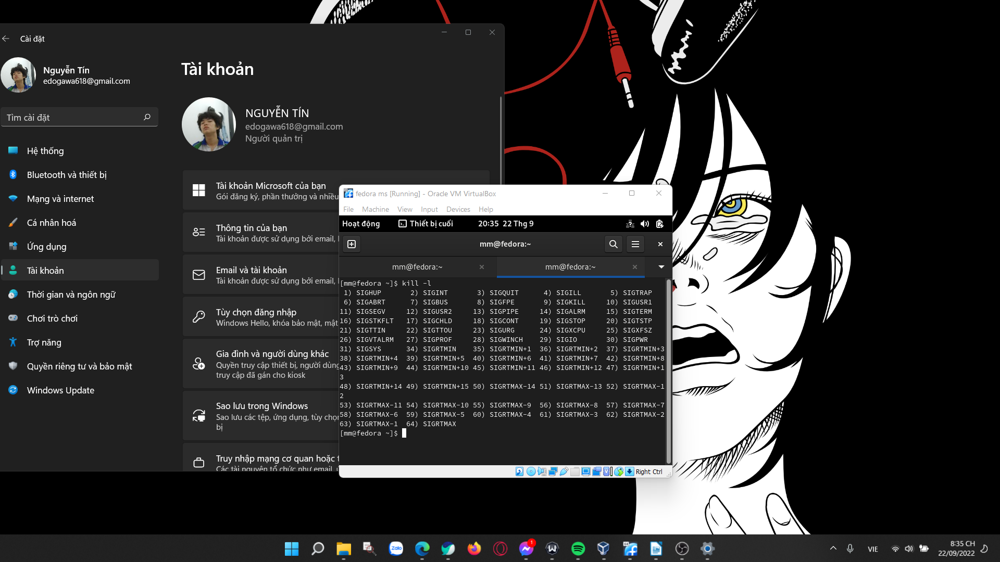 Cài đặt
Nguyễn Tín
edogawa618@gmail.com
Tìm cài đặt
Hệ thống
Bluetooth và thiết bị
Mạng và internet
Cá nhân hoá
Ứng dụng
Tài khoản
Thời gian và ngôn ngữ
Chơi trò chơi
Trợ năng
Quyền riêng tư và bảo mật
Windows Update
Tài khoản
NGUYỄN TÍN
edogawa618@gmail.com
Người quản trị
Tài khoản Microsoft của bạn
Gói đăng ký, phần thưởng và nhiều
Thông tin của bạn
Tài khoản được sử dụng bởi email,
Email và tài khoản
Tài khoản được sử dụng bởi email,
Tùy chọn đăng nhập
Windows Hello, khóa bảo mật, mật
Gia đình và người dùng khác
Quyền truy cập thiết bị, người dùng
truy cập đã gán cho kiosk
Sao lưu trong Windows
Sao lưu các tệp, ứng dụng, tùy chọn
bị
Truy nhập mạng cơ quan hoặc t
Các tài nguyên tổ chức như email,
fedora ms [Running] - Oracle VM VirtualBox
File Machine View Input Devices Help
Hoạt động Thiết bị cuối 20:35 22 Thg 9
mm@fedora:~
mm@fedora:~ mm@fedora:~
[mm@fedora ~]$ kill -l
1) SIGHUP 2) SIGINT 3) SIGQUIT 4) SIGILL 5) SIGTRAP
6) SIGABRT 7) SIGBUS 8) SIGFPE 9) SIGKILL 10) SIGUSR1
11) SIGSEGV 12) SIGUSR2 13) SIGPIPE 14) SIGALRM 15) SIGTERM
16) SIGSTKFLT 17) SIGCHLD 18) SIGCONT 19) SIGSTOP 20) SIGTSTP
21) SIGTTIN 22) SIGTTOU 23) SIGURG 24) SIGXCPU 25) SIGXFSZ
26) SIGVTALRM 27) SIGPROF 28) SIGWINCH 29) SIGIO 30) SIGPWR
31) SIGSYS 34) SIGRTMIN 35) SIGRTMIN+1 36) SIGRTMIN+2 37) SIGRTMIN+3
38) SIGRTMIN+4 39) SIGRTMIN+5 40) SIGRTMIN+6 41) SIGRTMIN+7 42) SIGRTMIN+8
43) SIGRTMIN+9 44) SIGRTMIN+10 45) SIGRTMIN+11 46) SIGRTMIN+12 47) SIGRTMIN+1
3
48) SIGRTMIN+14 49) SIGRTMIN+15 50) SIGRTMAX-14 51) SIGRTMAX-13 52) SIGRTMAX-1
2
53) SIGRTMAX-11 54) SIGRTMAX-10 55) SIGRTMAX-9 56) SIGRTMAX-8 57) SIGRTMAX-7
58) SIGRTMAX-6 59) SIGRTMAX-5 60) SIGRTMAX-4 61) SIGRTMAX-3 62) SIGRTMAX-2
63) SIGRTMAX-1 64) SIGRTMAX
[mm@fedora ~]$
Right Ctrl
Zalo
1
VIE
8:35 CH
22/09/2022